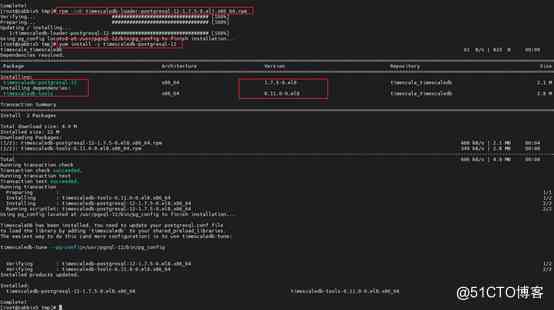 Complete!
[root@zabbix5 tmp]# rpm -ivh timescaledb-loader-postgresql-12-1.7.5-0.el8.x86_64.rpm
Verifying... ################################# [100%]
Preparing... ################################# [100%]
Updating / installing...
1:timescaledb-loader-postgresql-12 ################################# [100%]
Using pg_config located at /usr/pgsql-12/bin/pg_config to finish installation...
[root@zabbix5 tmp]# yum install -y timescaledb-postgresql-12
timescale_timescaledb 00:00
Dependencies resolved.
Package Architecture Version Repository Size
Installing:
timescaledb-postgresql-12 x86_64 1.7.5-0.el8 timescale_timescaledb 2.1 M
Installing dependencies:
timescaledb-tools x86_64 0.11.0-0.el8 timescale_timescaledb 2.8 M
Transaction Summary
Install 2 Packages
Total download size:
Installed size: 22 M
Downloading Packages:
(1/2): timescaledb-postgresql-12-1.7.5-0.el8.x86_64.rpm
(2/2): timescaledb-tools-0.11.0-0.el8.x86_64.rpm
Total
Running transaction check
Transaction check succeeded.
Running transaction test
Transaction test succeeded.
Running transaction
Preparing : 1/1
Installing : timescaledb-tools-0.11.0-0.el8.x86_64 1/2
Installing : timescaledb-postgresql-12-1.7.5-0.el8.x86_64 2/2
Running scriptlet: timescaledb-postgresql-12-1.7.5-0.el8.x86_64 2/2
Using pg_config located at /usr/pgsql-12/bin/pg_config to finish installation...
TimescaleDB has been installed. You need to update your postgresql.conf file
to load the library by adding 'timescaledb' to your shared_preload_libraries.
The easiest way to do this (and more configuration) is to use timescaledb-tune:
timescaledb-tune --pg-config=/usr/pgsql-12/bin/pg_config
Verifying : timescaledb-postgresql-12-1.7.5-0.el8.x86_64 1/2
Verifying : timescaledb-tools-0.11.0-0.el8.x86_64 2/2
Installed products updated.
Installed:
timescaledb-postgresql-12-1.7.5-0.el8.x86_64 timescaledb-tools-0.11.0-0.el8.x86_64
Complete!
[root@zabbix5 tmp]#
@51CTO博客